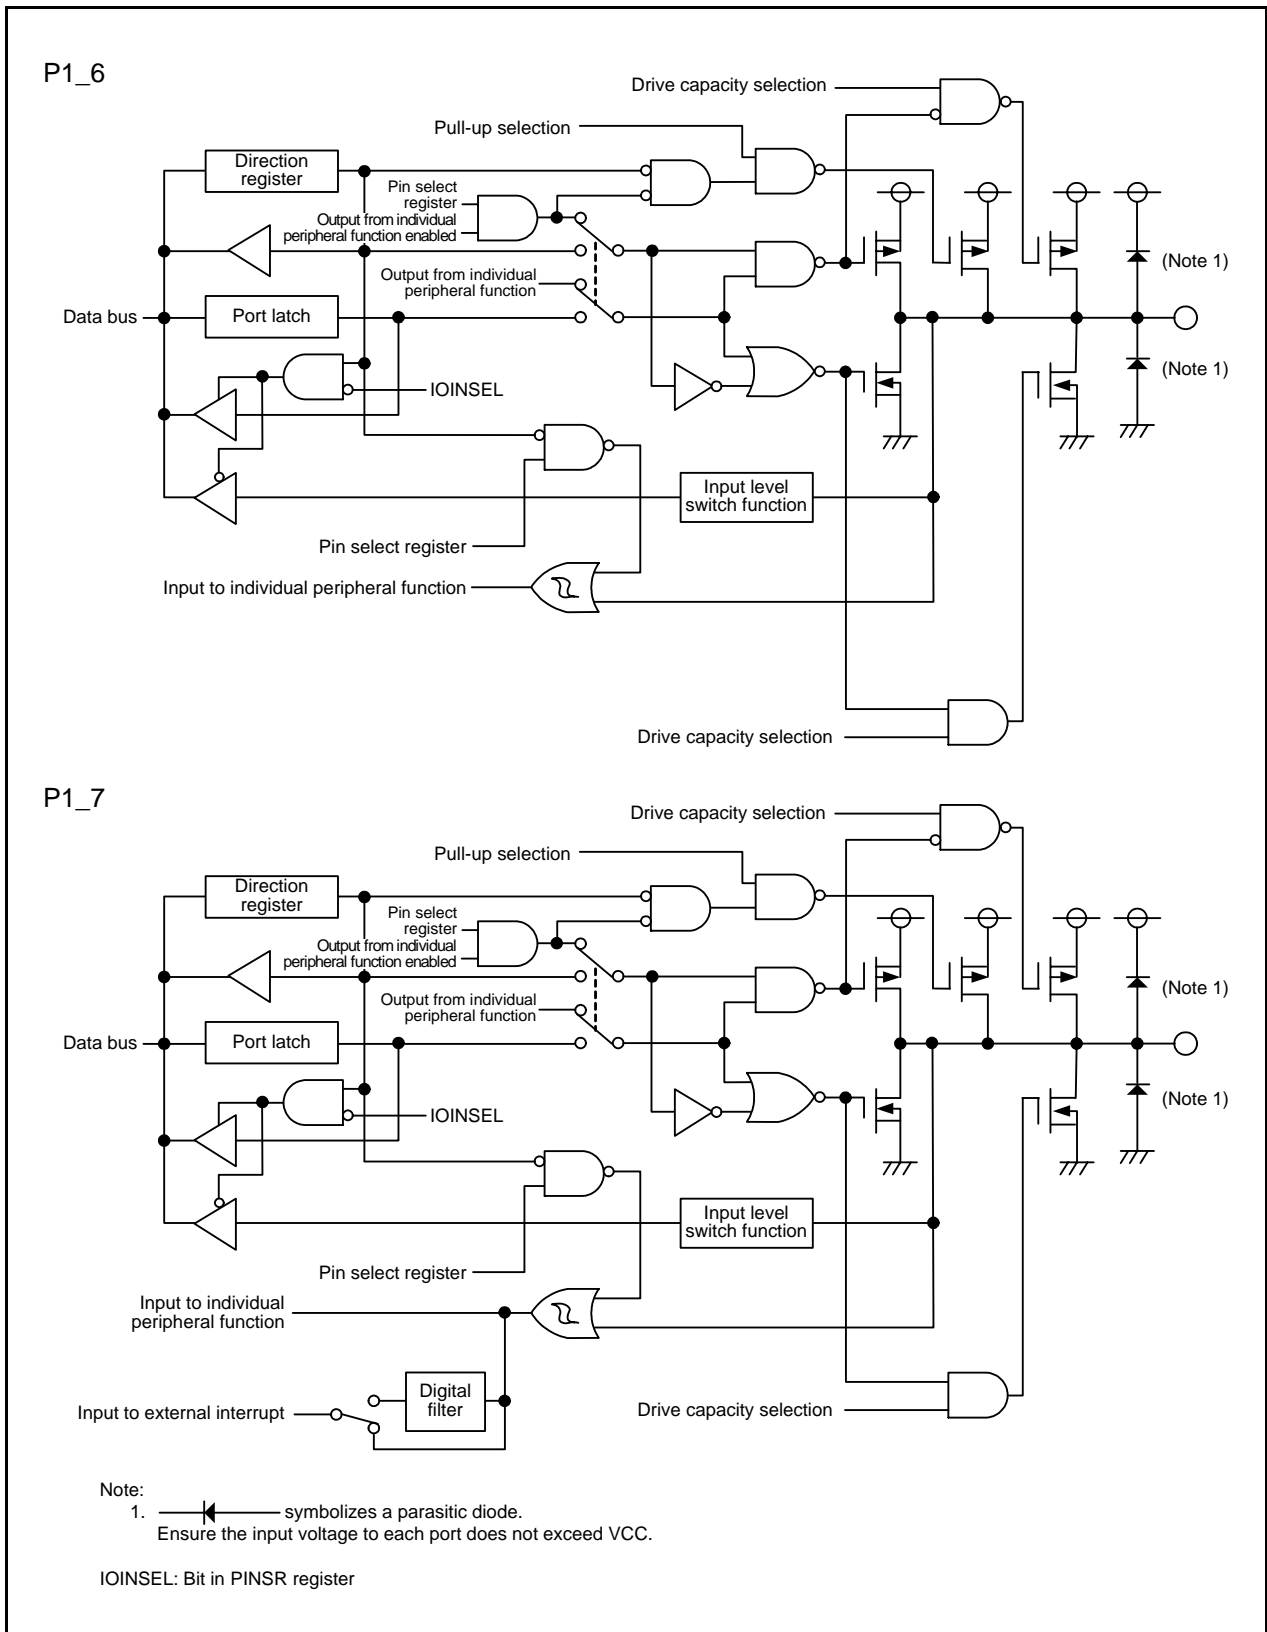 P1_6
Drive capacity selection
Pull-up selection
Direction
register
Pin select
register
Output from individual
peripheral function enabled
Output from individual
peripheral function
(Note 1)
Data bus
Port latch
(Note 1)
IOINSEL
Input level
switch function
Pin select register
Input to individual peripheral function
Drive capacity selection
P1_7
Drive capacity selection
Pull-up selection
Direction
register
Pin select
register
Output from individual
peripheral function enabled
Output from individual
peripheral function
(Note 1)
Data bus
Port latch
(Note 1)
IOINSEL
Input level
switch function
Pin select register
Input to individual
peripheral function
Digital
filter
Input to external interrupt
Drive capacity selection
Note:
1. symbolizes a parasitic diode.
Ensure the input voltage to each port does not exceed VCC.
IOINSEL: Bit in PINSR register